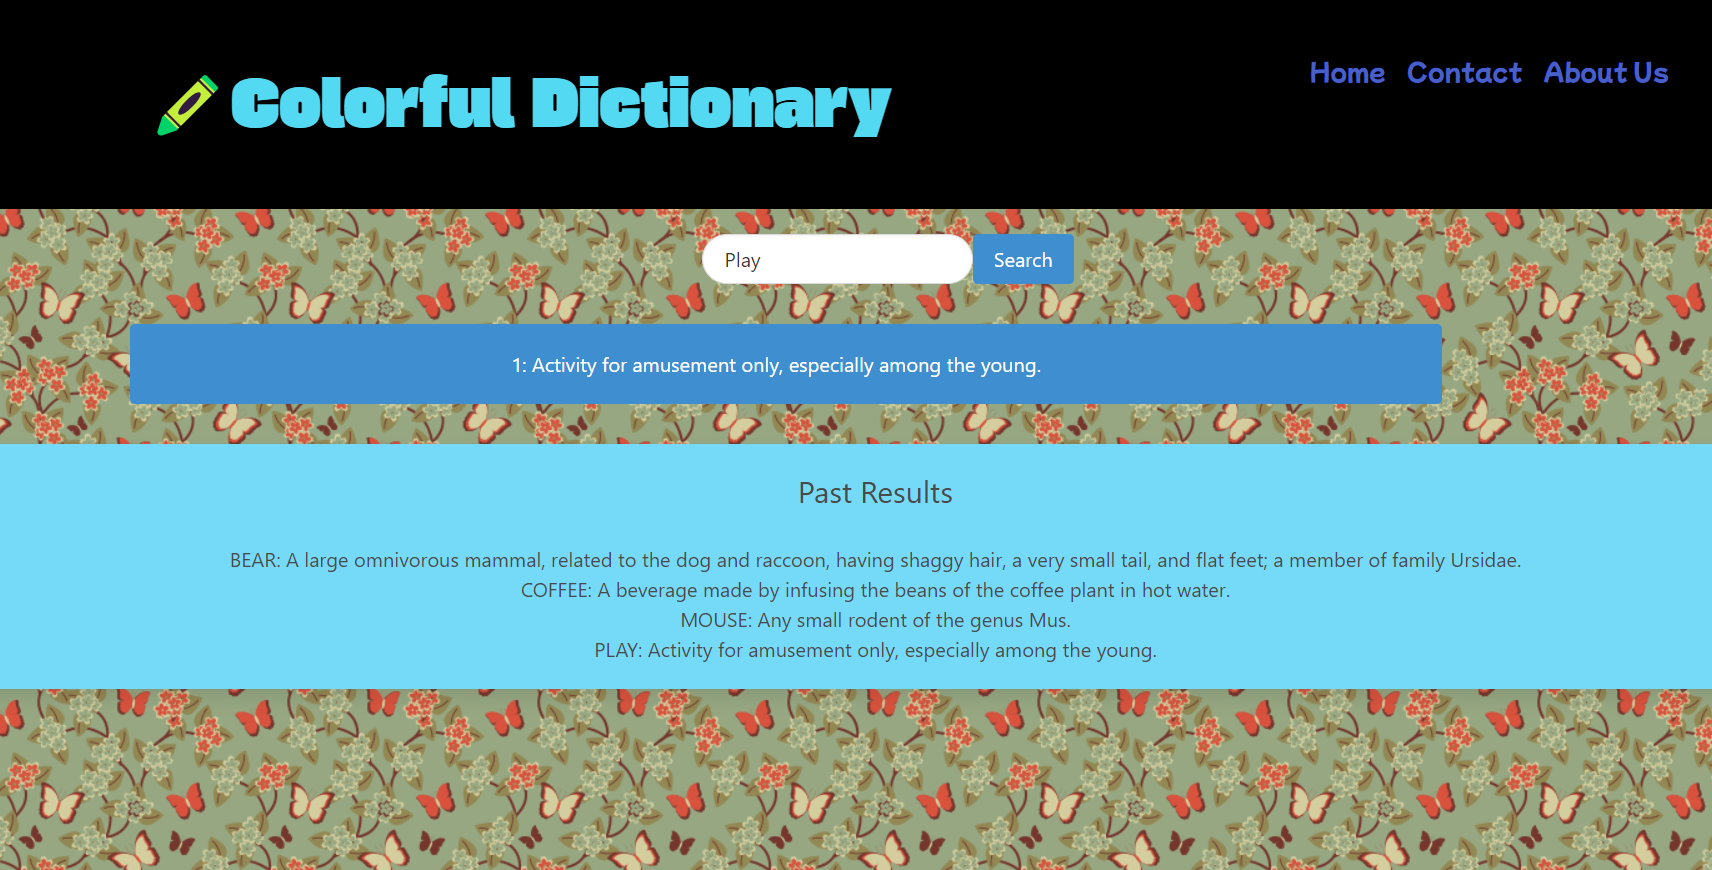 Colorful Dictionary
Home Contact About Us
Play
Search
1: Activity for amusement only, especially among the young.
Past Results
BEAR: A large omnivorous mammal, related to the dog and raccoon, having shaggy hair, a very small tail, and flat feet; a member of family Ursidae.
COFFEE: A beverage made by infusing the beans of the coffee plant in hot water.
MOUSE: Any small rodent of the genus Mus.
PLAY: Activity for amusement only, especially among the young.